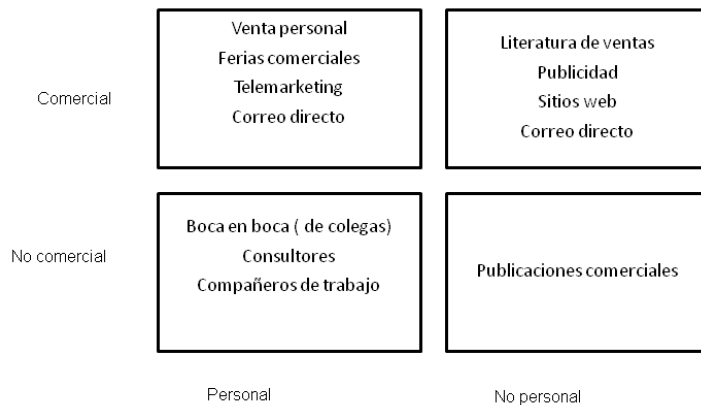 Comercial
Venta personal
Ferias comerciales
Telemarketing
Correo directo
Literatura de ventas
Publicidad
Sitios web
Correo directo
No comercial
Boca en boca ( de colegas)
Consultores
Compañeros de trabajo
Publicaciones comerciales
Personal
No personal